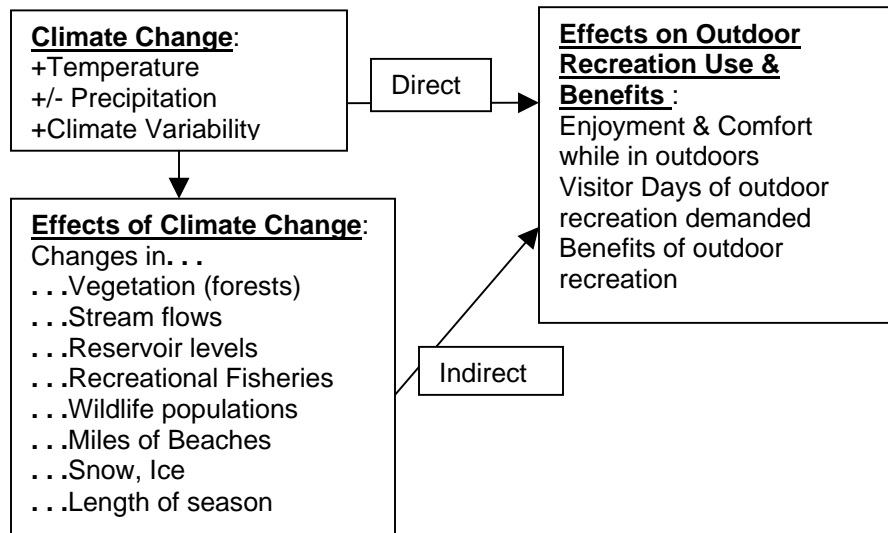 Climate Change:
+Temperature
+/- Precipitation
+Climate Variability
Direct
Effects on Outdoor
Recreation Use &
Benefits :
Enjoyment & Comfort
while in outdoors
Visitor Days of outdoor
recreation demanded
Benefits of outdoor
recreation
Effects of Climate Change:
Changes in. . .
. . .Vegetation (forests)
. . .Stream flows
. . .Reservoir levels
. . .Recreational Fisheries
. . .Wildlife populations
. . .Miles of Beaches
. . .Snow, Ice
. . .Length of season
Indirect